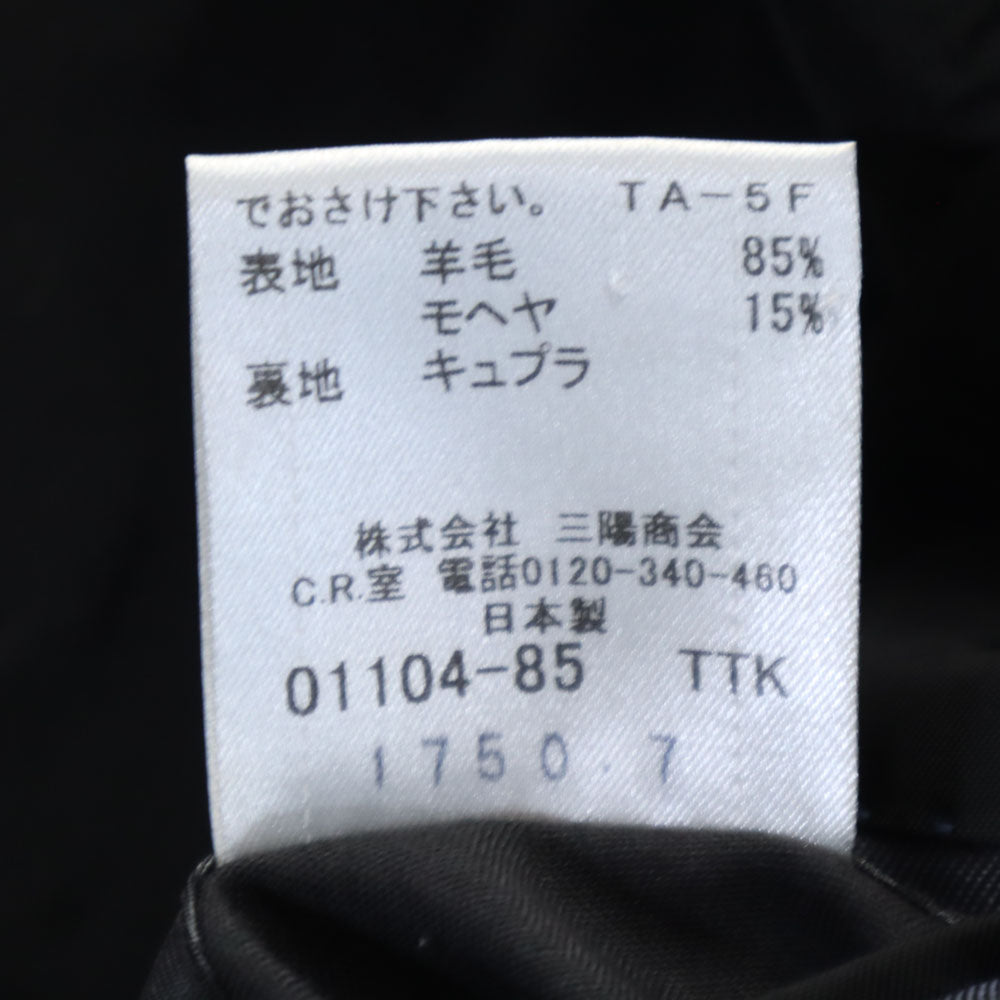 でおさけ下さい。 TA-5F
表地 羊毛 85%
モヘヤ 15%
裏地 キュプラ
株式会社 三陽商会
C.R.室 電話0120-340-460
日本製
01104-85 TTK
1750.7